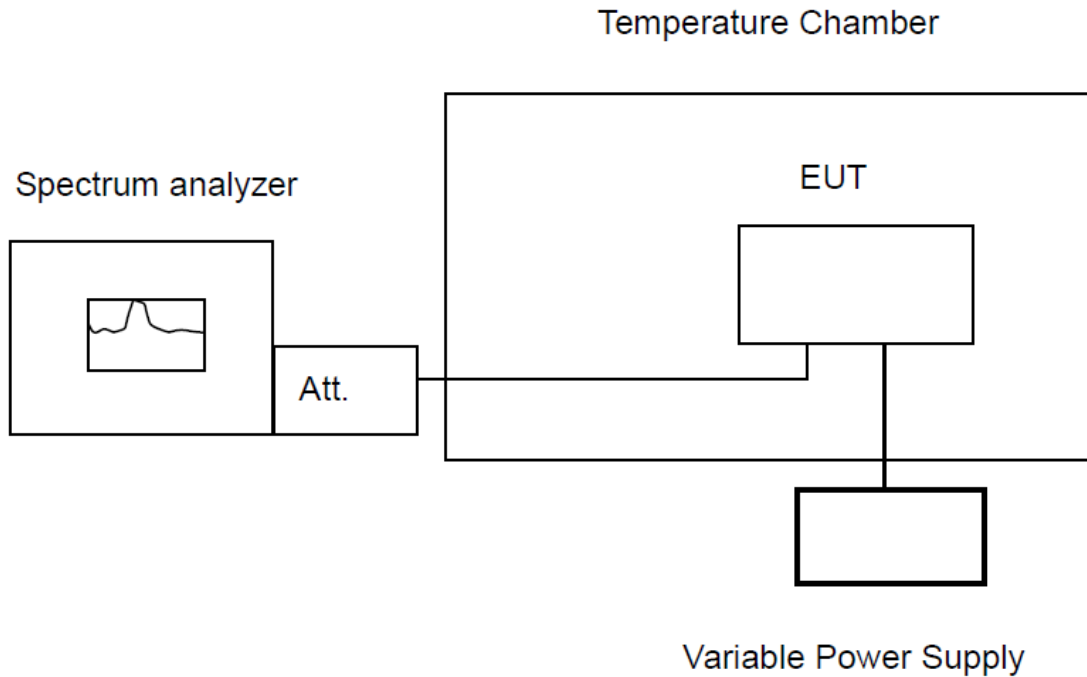 Temperature Chamber
Spectrum analyzer
EUT
Att.
Variable Power Supply